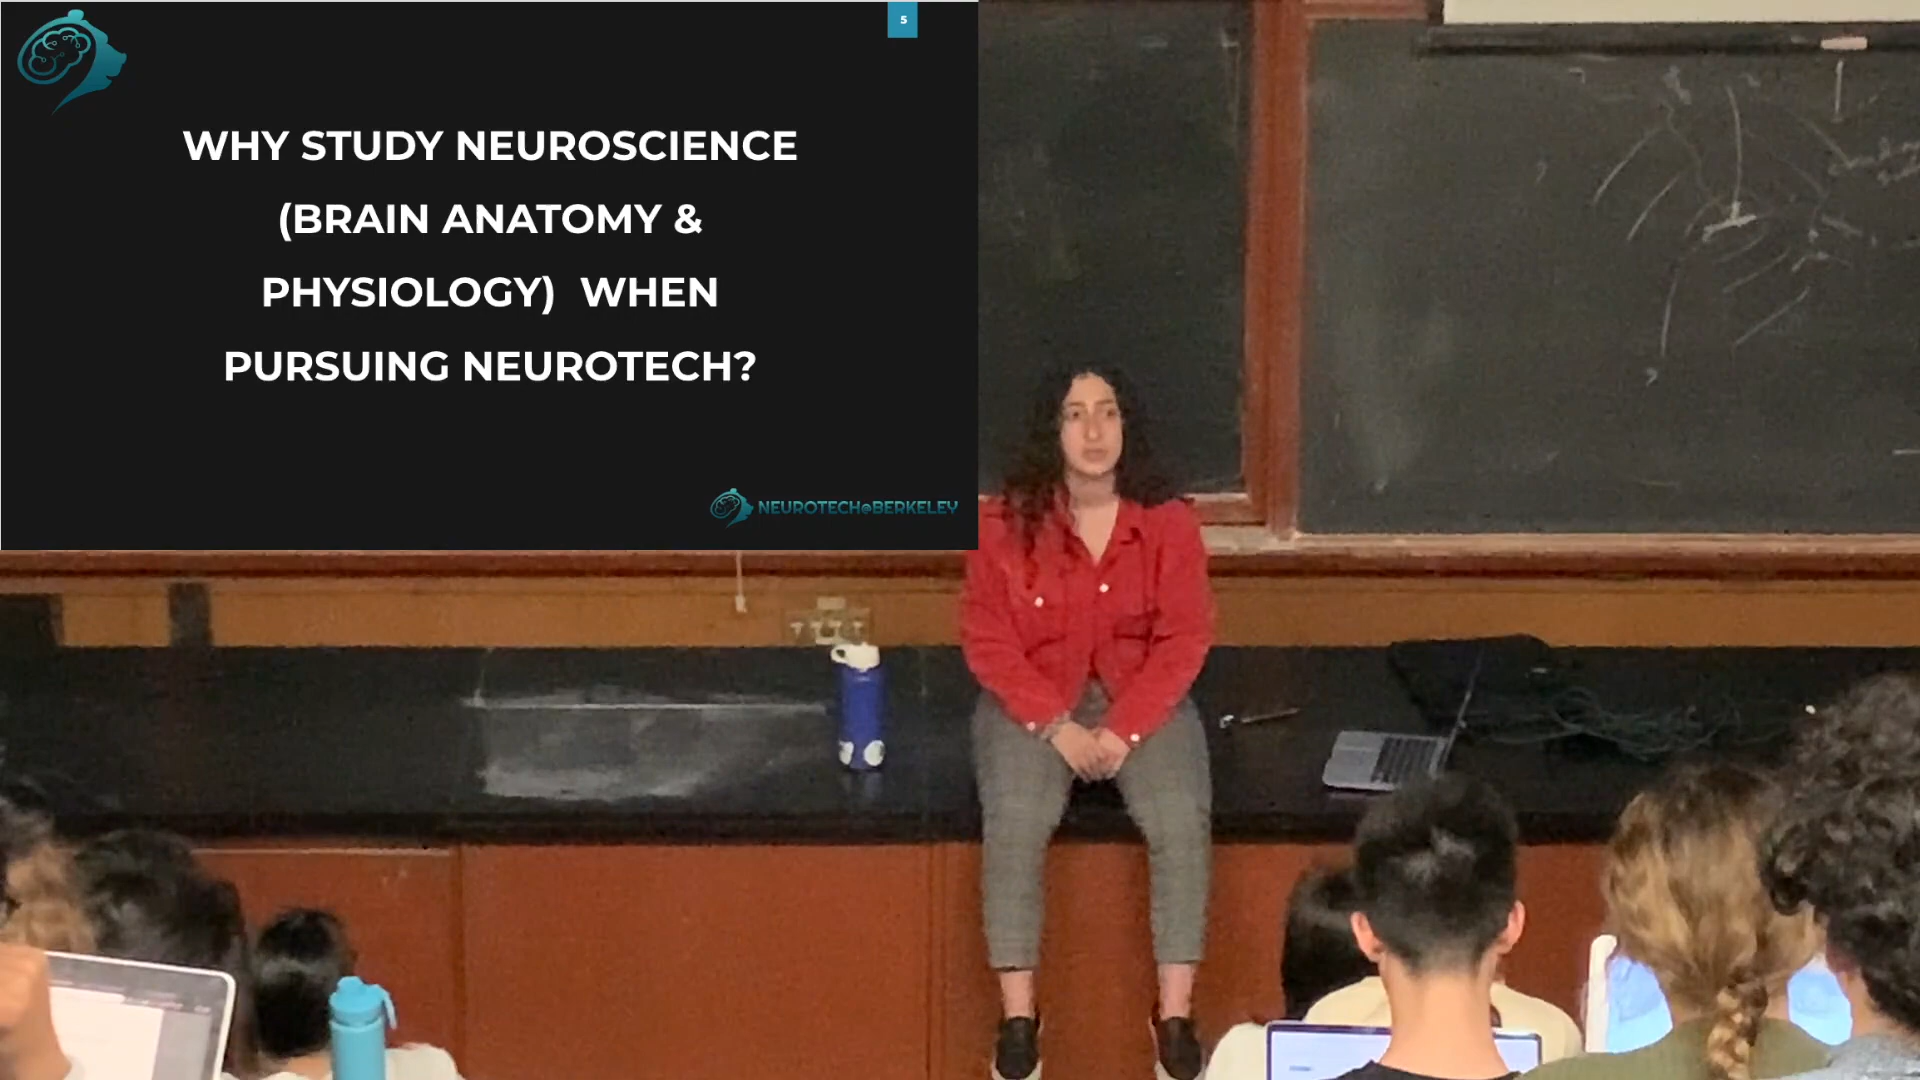 5
WHY STUDY NEUROSCIENCE
(BRAIN ANATOMY &
PHYSIOLOGY) WHEN
PURSUING NEUROTECH?
NEUROTECH@BERKELEY